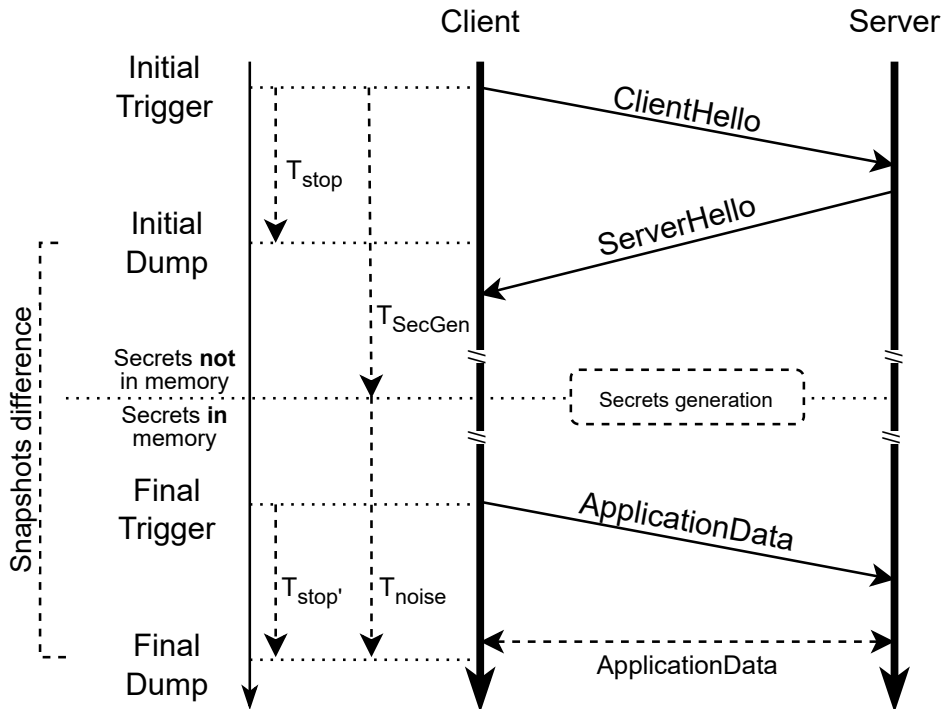 Client
Server
Initial
Trigger
ClientHello
T_stop
ServerHello
Initial
Dump
T_SecGen
Snapshots difference
Secrets not
in memory
Secrets generation
Secrets in
memory
Final
Trigger
ApplicationData
T_stop'
T_noise
Final
Dump
ApplicationData